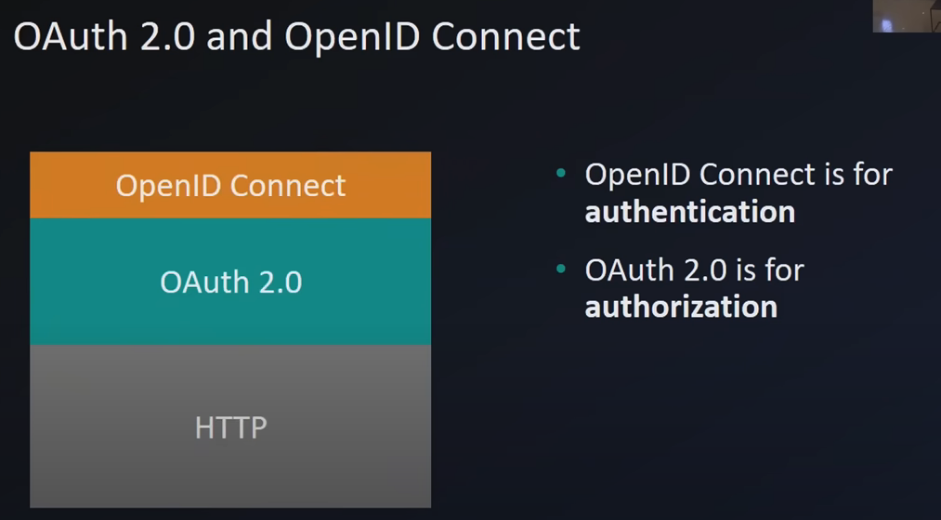 OAuth 2.0 and OpenID Connect
OpenID Connect
OAuth 2.0
HTTP
• OpenID Connect is for
authentication
• OAuth 2.0 is for
authorization